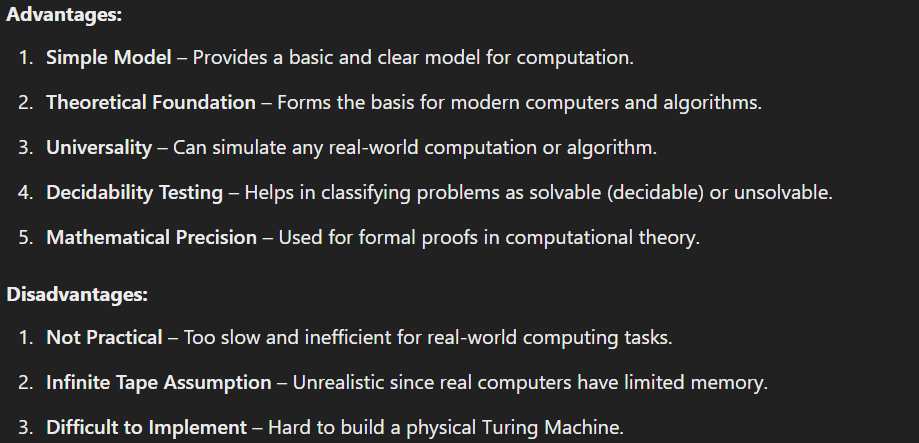 Advantages:
1. Simple Model – Provides a basic and clear model for computation.
2. Theoretical Foundation – Forms the basis for modern computers and algorithms.
3. Universality – Can simulate any real-world computation or algorithm.
4. Decidability Testing – Helps in classifying problems as solvable (decidable) or unsolvable.
5. Mathematical Precision – Used for formal proofs in computational theory.
Disadvantages:
1. Not Practical – Too slow and inefficient for real-world computing tasks.
2. Infinite Tape Assumption – Unrealistic since real computers have limited memory.
3. Difficult to Implement – Hard to build a physical Turing Machine.